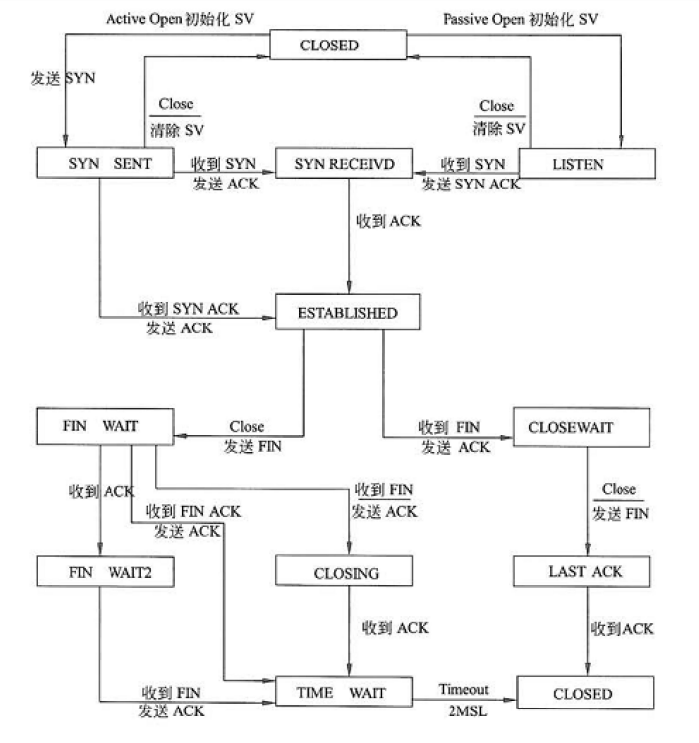 Active Open 初始化 SV
Passive Open 初始化 SV
CLOSED
发送 SYN
Close
清除 SV
Close
清除 SV
SYN SENT
收到 SYN
发送 ACK
SYN RECEIVD
收到 SYN
发送 SYN ACK
LISTEN
收到 ACK
收到 SYN ACK
发送 ACK
ESTABLISHED
FIN WAIT
Close
发送 FIN
收到 FIN
发送 ACK
CLOSEWAIT
收到 ACK
收到 FIN ACK
发送 ACK
收到 FIN
发送 ACK
Close
发送 FIN
FIN WAIT2
CLOSING
LAST ACK
收到 ACK
收到ACK
收到 FIN
发送 ACK
TIME WAIT
Timeout
2MSL
CLOSED